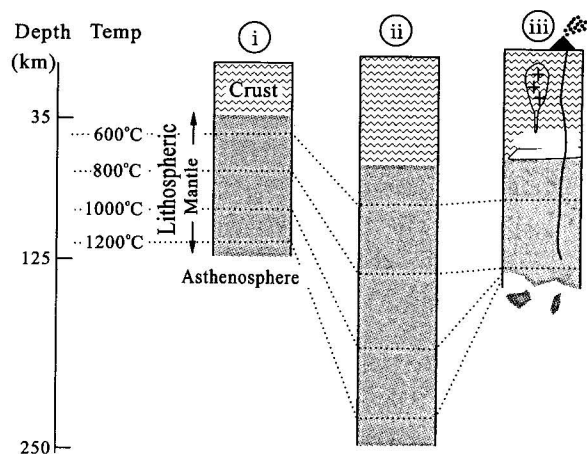 Depth Temp
(km)
i
ii
iii
Crust
35
600°C
800°C
1000°C
1200°C
Lithospheric
Mantle
125
Asthenosphere
250